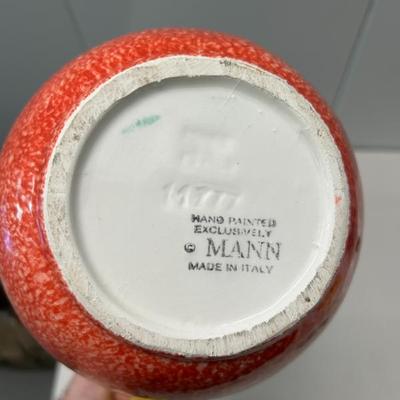 HAND PAINTED
EXCLUSIVELY
© MANN
MADE IN ITALY